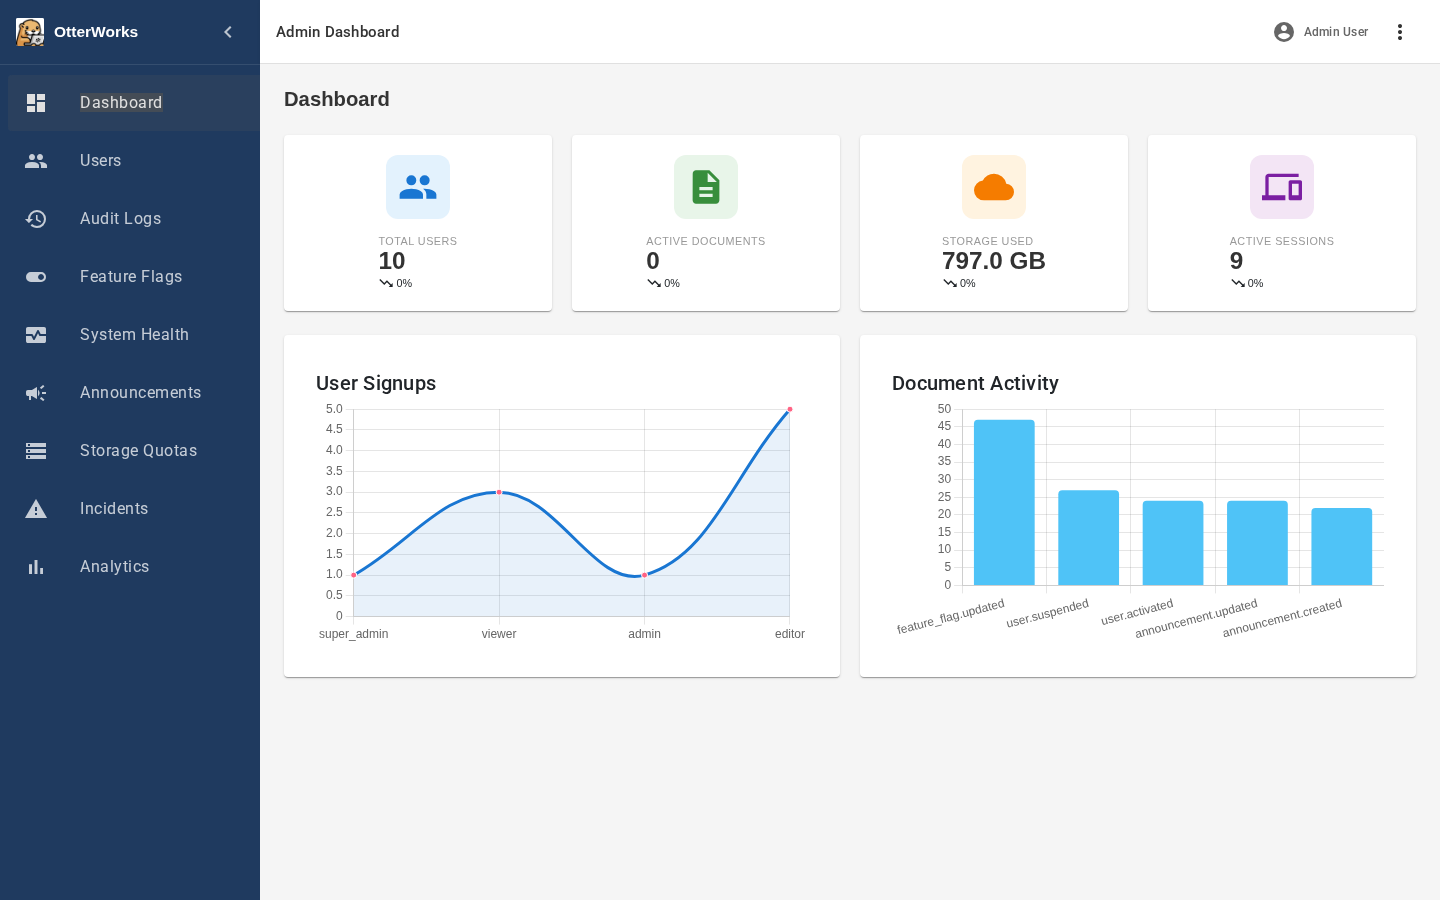 OtterWorks
Admin Dashboard
Admin User
Dashboard
Users
Audit Logs
Feature Flags
System Health
Announcements
Storage Quotas
Incidents
Analytics
Dashboard
TOTAL USERS
10
0%
ACTIVE DOCUMENTS
0
0%
STORAGE USED
797.0 GB
0%
ACTIVE SESSIONS
9
0%
User Signups
5.0
4.5
4.0
3.5
3.0
2.5
2.0
1.5
1.0
0.5
0
super_admin viewer admin editor
Document Activity
50
45
40
35
30
25
20
15
10
5
0
feature_flag.updated
user.suspended
user.activated
announcement.updated
announcement.created